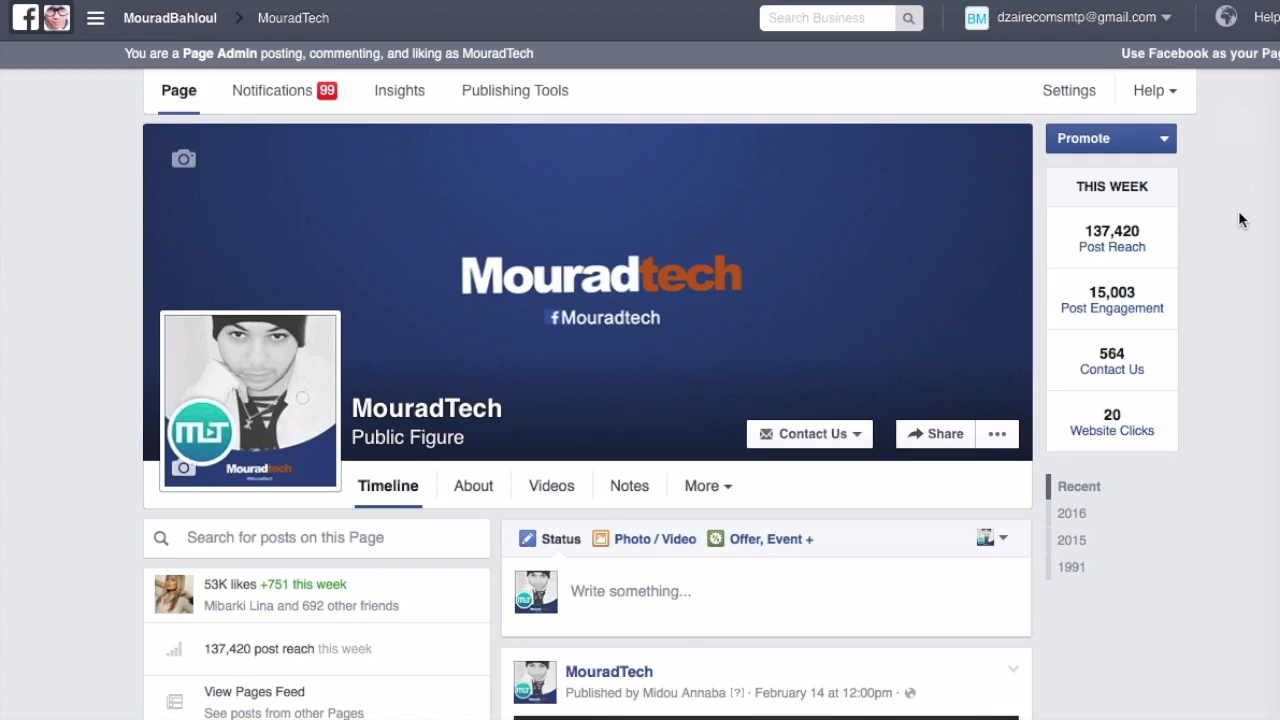 MouradBahloul
MouradTech
Search Business
BM
dzairecomsmtp@gmail.com
Help
You are a Page Admin posting, commenting, and liking as MouradTech
Use Facebook as your Pag
Page
Notifications 99
Insights
Publishing Tools
Settings
Help
Promote
THIS WEEK
137,420
Post Reach
15,003
Post Engagement
564
Contact Us
20
Website Clicks
Recent
2016
2015
1991
Mouradtech
Mouradtech
MouradTech
Public Figure
Contact Us
Share
Mouradtech
Timeline
About
Videos
Notes
More
Search for posts on this Page
53K likes +751 this week
Mibarki Lina and 692 other friends
137,420 post reach this week
View Pages Feed
See posts from other Pages
Status
Photo / Video
Offer, Event +
Write something...
MouradTech
Published by Midou Annaba [?] · February 14 at 12:00pm ·